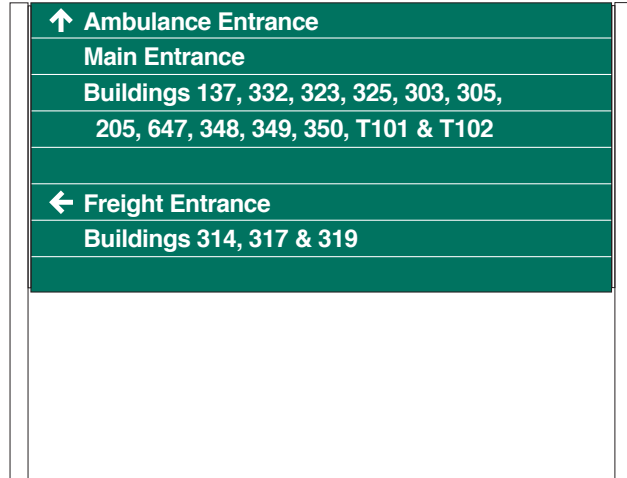 ↑ Ambulance Entrance
Main Entrance
Buildings 137, 332, 323, 325, 303, 305,
205, 647, 348, 349, 350, T101 & T102
← Freight Entrance
Buildings 314, 317 & 319